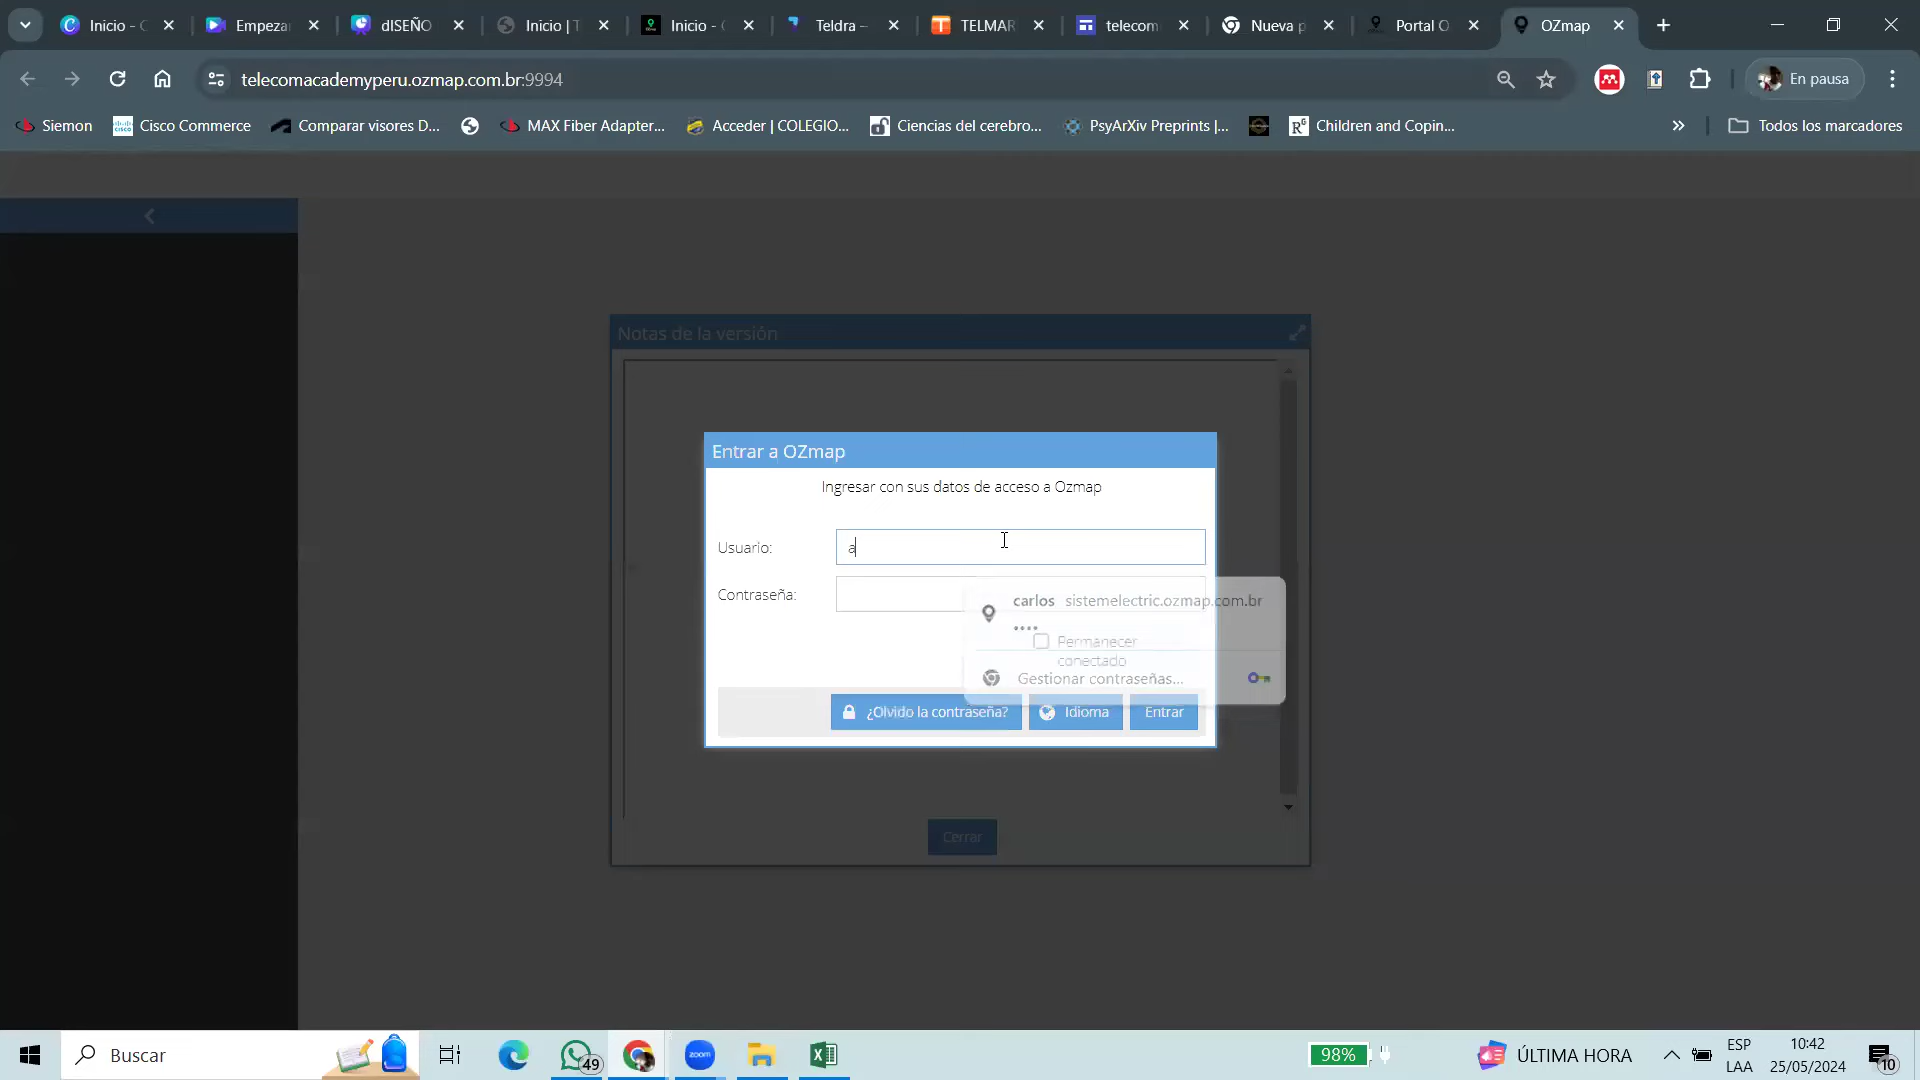 Inicio - C
Empeza
dISEÑO
Inicio | T
Inicio -
Teldra –
TELMAR
telecom
Nueva p
Portal O
OZmap
telecomacademyperu.ozmap.com.br:9994
En pausa
Siemon
Cisco Commerce
Comparar visores D...
MAX Fiber Adapter...
Acceder | COLEGIO...
Ciencias del cerebro...
PsyArXiv Preprints |...
Children and Copin...
»
Todos los marcadores
Notas de la versión
Entrar a OZmap
Ingresar con sus datos de acceso a Ozmap
Usuario:
a
Contraseña:
carlos sistemelectric.ozmap.com.br
••••
Permanecer
conectado
Gestionar contraseñas...
¿Olvido la contraseña?
Idioma
Entrar
Cerrar
Buscar
49
zoom
98%
ÚLTIMA HORA
ESP
LAA
10:42
25/05/2024
10